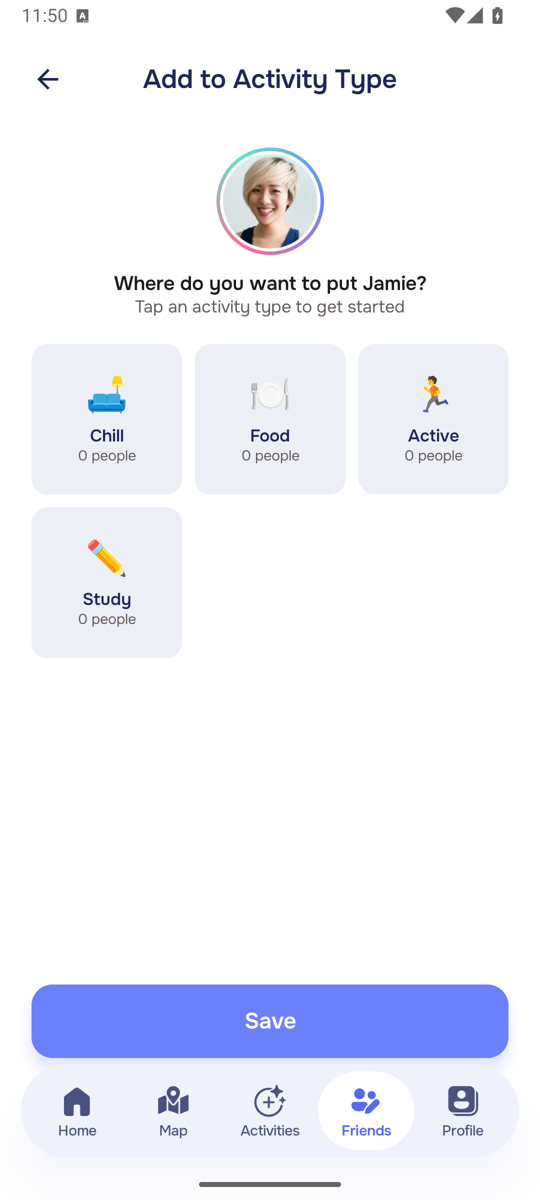 11:50
Add to Activity Type
Where do you want to put Jamie?
Tap an activity type to get started
Chill
0 people
Food
0 people
Active
0 people
Study
0 people
Save
Home
Map
Activities
Friends
Profile